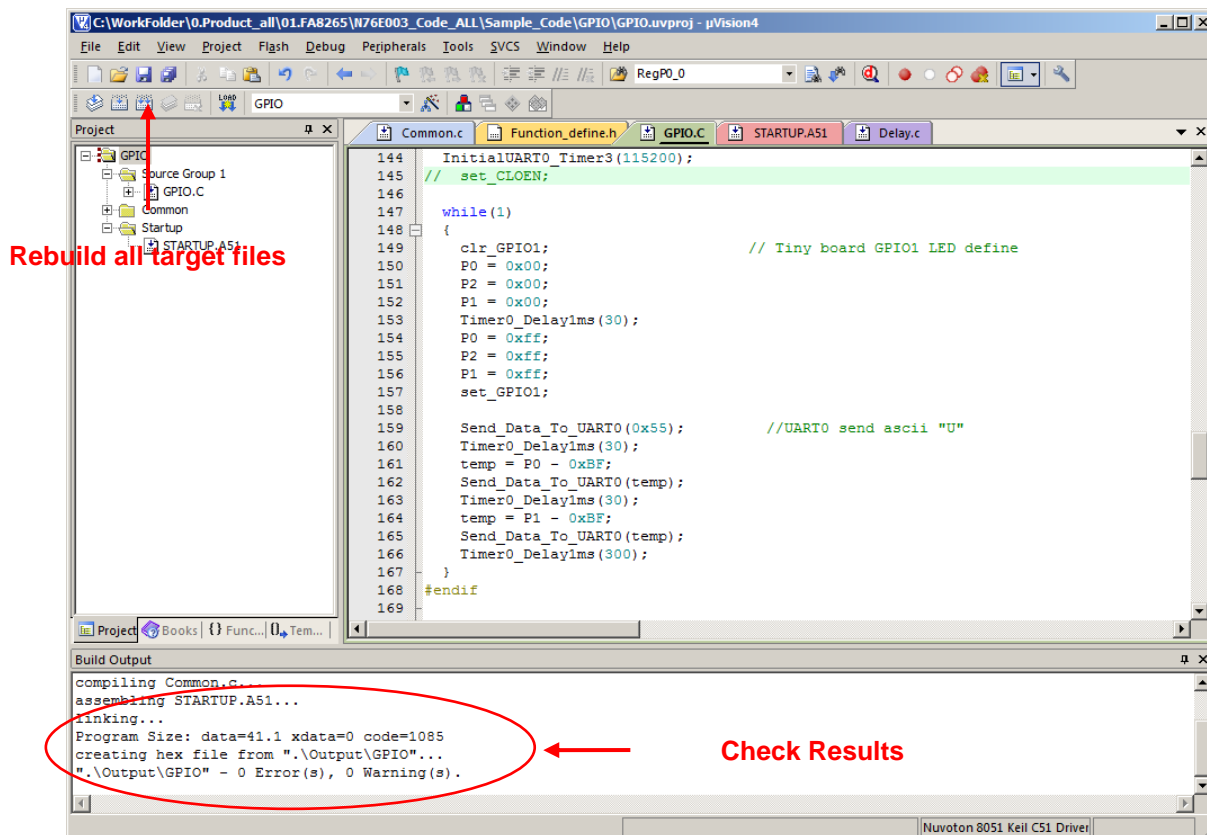 C:\WorkFolder\0.Product_all\01.FA8265\N76E003_Code_ALL\Sample_Code\GPIO\GPIO.uvproj - µVision4
File Edit View Project Flash Debug Peripherals Tools SVCS Window Help
RegP0_0
LOAD GPIO
Project
Common.c Function_define.h GPIO.C STARTUP.A51 Delay.c
GPIO
Source Group 1
GPIO.C
Common
Startup
STARTUP.A51
Rebuild all target files
144 InitialUART0_Timer3(115200);
145 // set_CLOEN;
146
147 while(1)
148 {
149 clr_GPIO1; // Tiny board GPIO1 LED define
150 P0 = 0x00;
151 P2 = 0x00;
152 P1 = 0x00;
153 Timer0_Delay1ms(30);
154 P0 = 0xff;
155 P2 = 0xff;
156 P1 = 0xff;
157 set_GPIO1;
158
159 Send_Data_To_UART0(0x55); //UART0 send ascii "U"
160 Timer0_Delay1ms(30);
161 temp = P0 - 0xBF;
162 Send_Data_To_UART0(temp);
163 Timer0_Delay1ms(30);
164 temp = P1 - 0xBF;
165 Send_Data_To_UART0(temp);
166 Timer0_Delay1ms(300);
167 }
168 #endif
169
Project Books {} Func... 0 Tem...
Build Output
compiling Common.c...
assembling STARTUP.A51...
linking...
Program Size: data=41.1 xdata=0 code=1085
creating hex file from ".\Output\GPIO"...
".\Output\GPIO" - 0 Error(s), 0 Warning(s).
Check Results
Nuvoton 8051 Keil C51 Driver